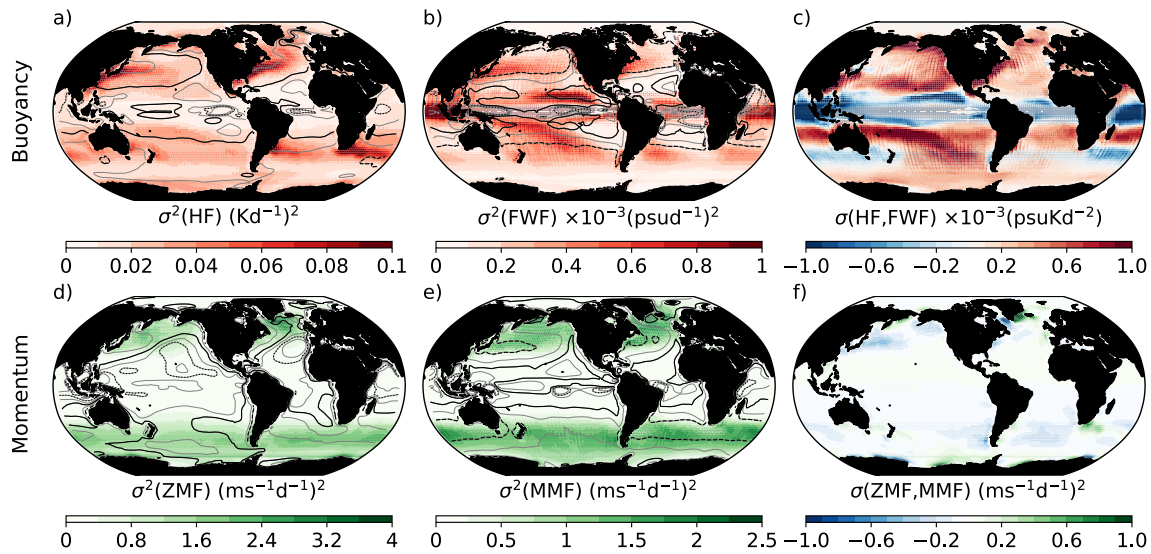 a) b) c)
Buoyancy
σ²(HF) (Kd⁻¹)² σ²(FWF) ×10⁻³(psud⁻¹)² σ(HF,FWF) ×10⁻³(psuKd⁻²)
0 0.02 0.04 0.06 0.08 0.1 0 0.2 0.4 0.6 0.8 1 −1.0 −0.6 −0.2 0.2 0.6 1.0
d) e) f)
Momentum
σ²(ZMF) (ms⁻¹d⁻¹)² σ²(MMF) (ms⁻¹d⁻¹)² σ(ZMF,MMF) (ms⁻¹d⁻¹)²
0 0.8 1.6 2.4 3.2 4 0 0.5 1 1.5 2 2.5 −1.0 −0.6 −0.2 0.2 0.6 1.0